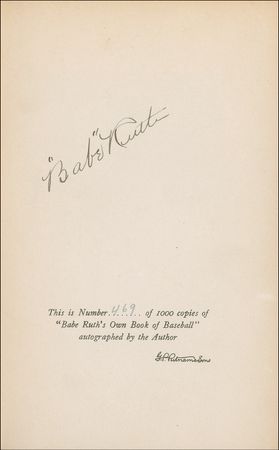 "Babe" Ruth
This is Number 469 of 1000 copies of
"Babe Ruth's Own Book of Baseball"
autographed by the Author
G.P. Putnam's Sons